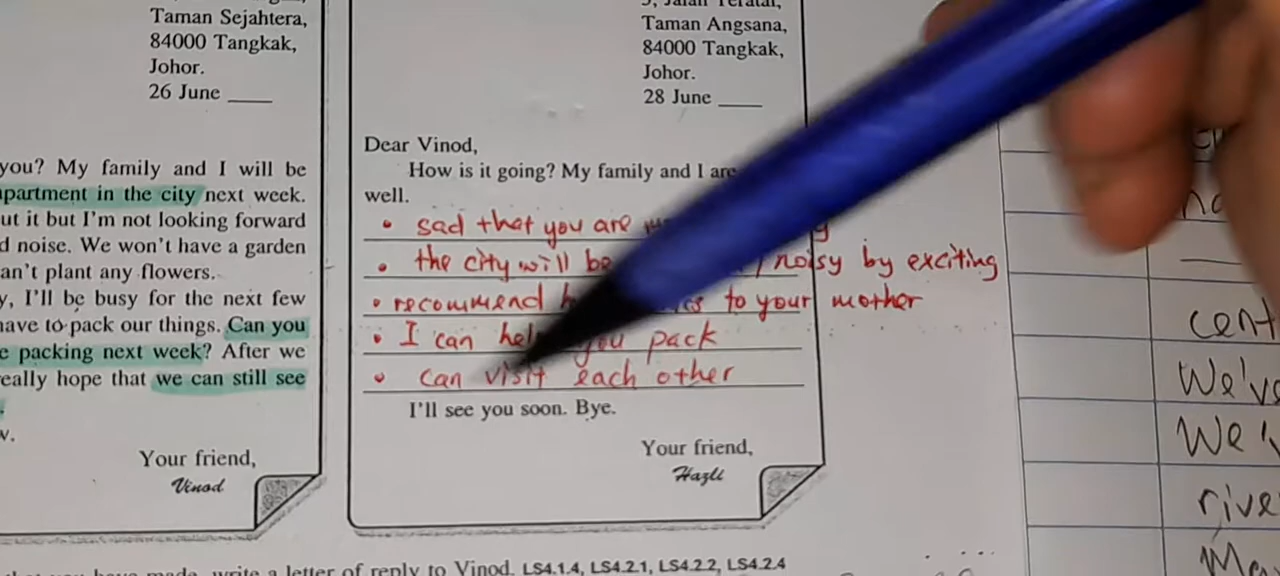 Taman Sejahtera,
84000 Tangkak,
Johor.
26 June ____
you? My family and I will be
apartment in the city next week.
ut it but I'm not looking forward
d noise. We won't have a garden
an't plant any flowers.
y, I'll be busy for the next few
have to pack our things. Can you
e packing next week? After we
really hope that we can still see
w.
Your friend,
Vinod
Taman Angsana,
84000 Tangkak,
Johor.
28 June ____
Dear Vinod,
How is it going? My family and I are
well.
• sad that you are
• the city will be noisy by exciting
• recommend to your mother
• I can help you pack
• can visit each other
I'll see you soon. Bye.
Your friend,
Hazli
made, write a letter of reply to Vinod. LS4.1.4, LS4.2.1, LS4.2.2, LS4.2.4
cent
We've
We'v
rive